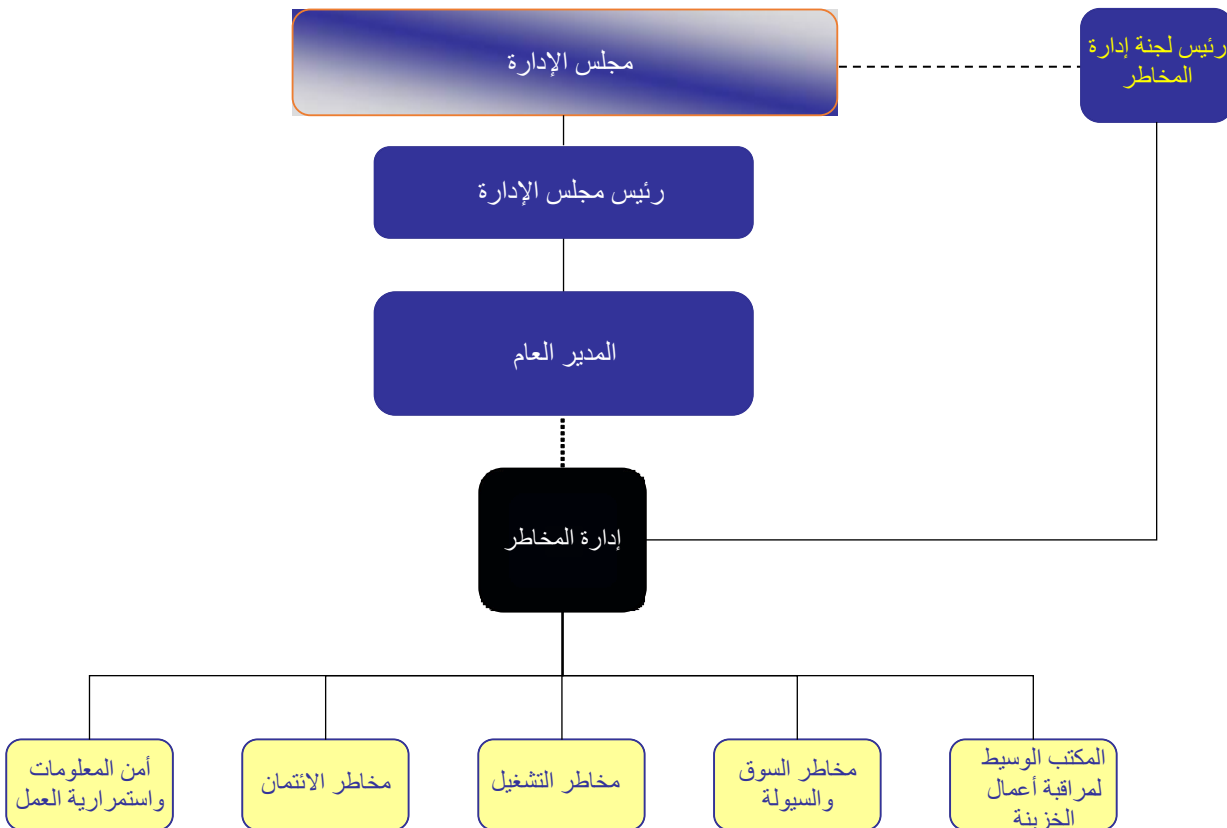 مجلس الإدارة
رئيس لجنة إدارة
المخاطر
رئيس مجلس الإدارة
المدير العام
إدارة المخاطر
المكتب الوسيط
لمراقبة أعمال
الخزينة
مخاطر السوق
والسيولة
مخاطر التشغيل
مخاطر الائتمان
أمن المعلومات
واستمرارية العمل